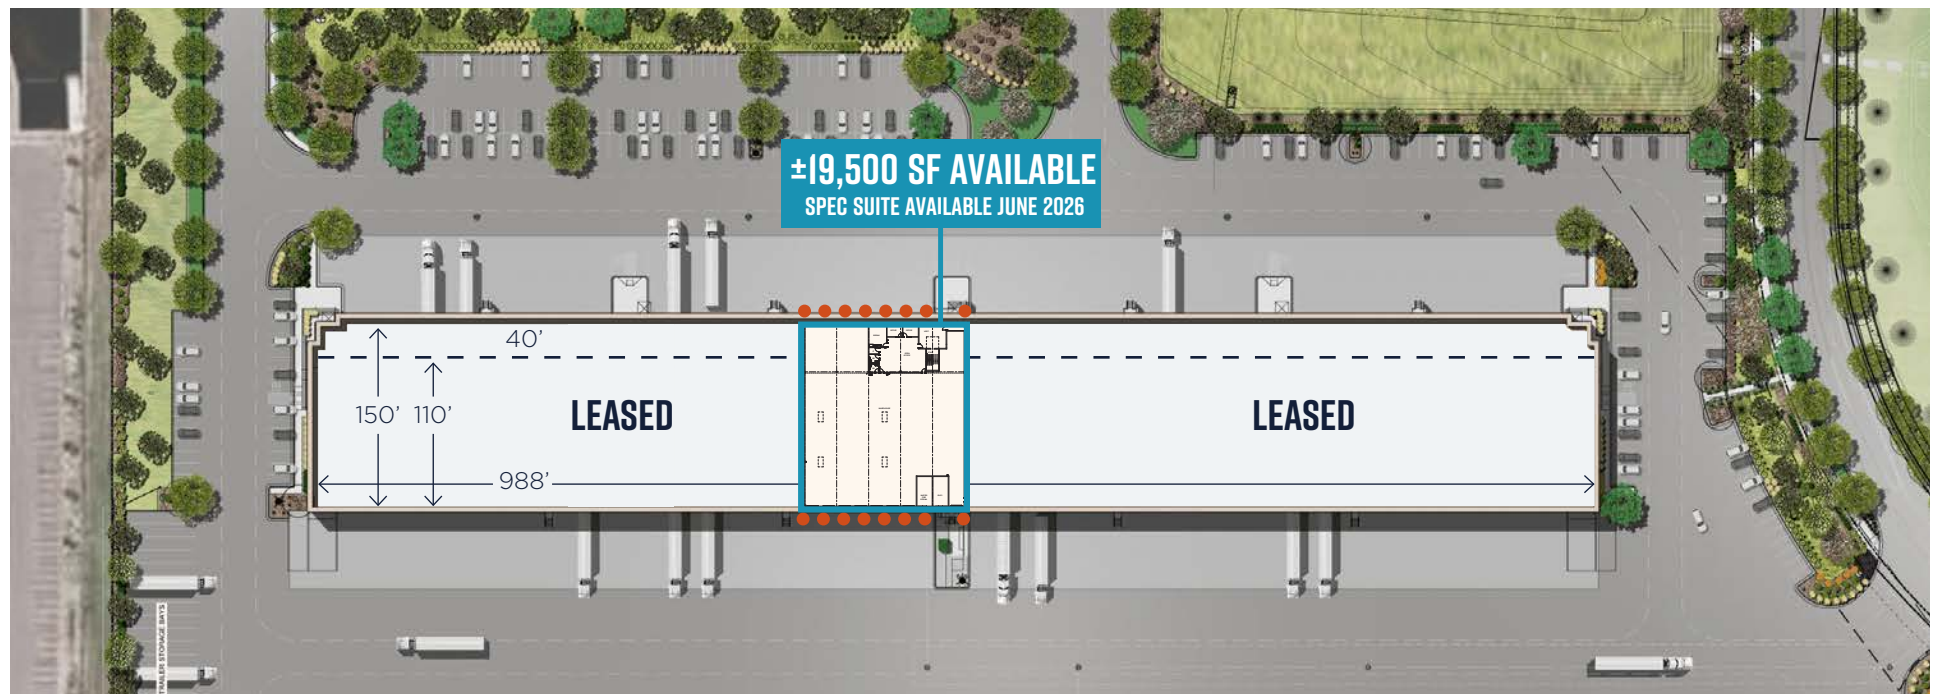 ±19,500 SF AVAILABLE
SPEC SUITE AVAILABLE JUNE 2026
40'
150'
110'
LEASED
LEASED
988'
TRAILER STORAGE BAYS